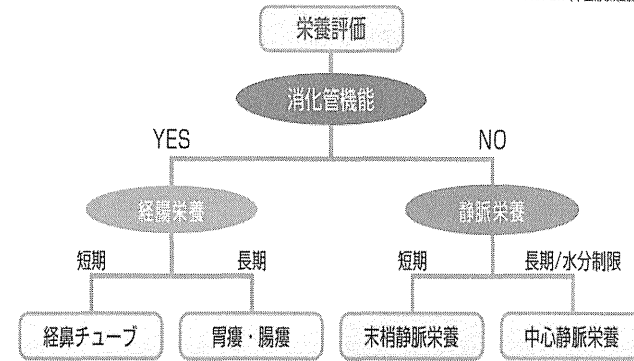 栄養評価
消化管機能
YES NO
経腸栄養 静脈栄養
短期 長期 短期 長期/水分制限
経鼻チューブ 胃瘻・腸瘻 末梢静脈栄養 中心静脈栄養